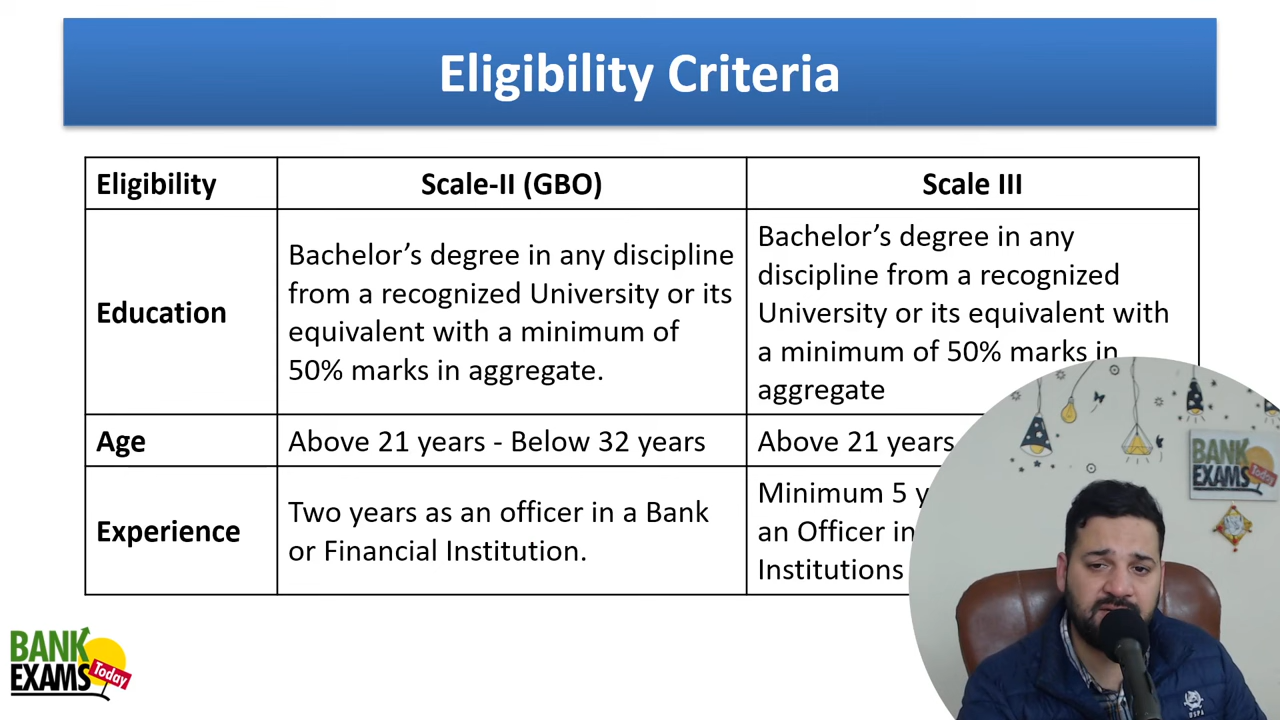 Eligibility Criteria
Eligibility
Scale-II (GBO)
Scale III
Education
Bachelor’s degree in any discipline
from a recognized University or its
equivalent with a minimum of
50% marks in aggregate.
Bachelor’s degree in any
discipline from a recognized
University or its equivalent with
a minimum of 50% marks in
aggregate
Age
Above 21 years - Below 32 years
Above 21 years
Experience
Two years as an officer in a Bank
or Financial Institution.
Minimum 5
an Officer in
Institutions
BANK
EXAMS
Today
BANK
EXAMS
Today
USPA